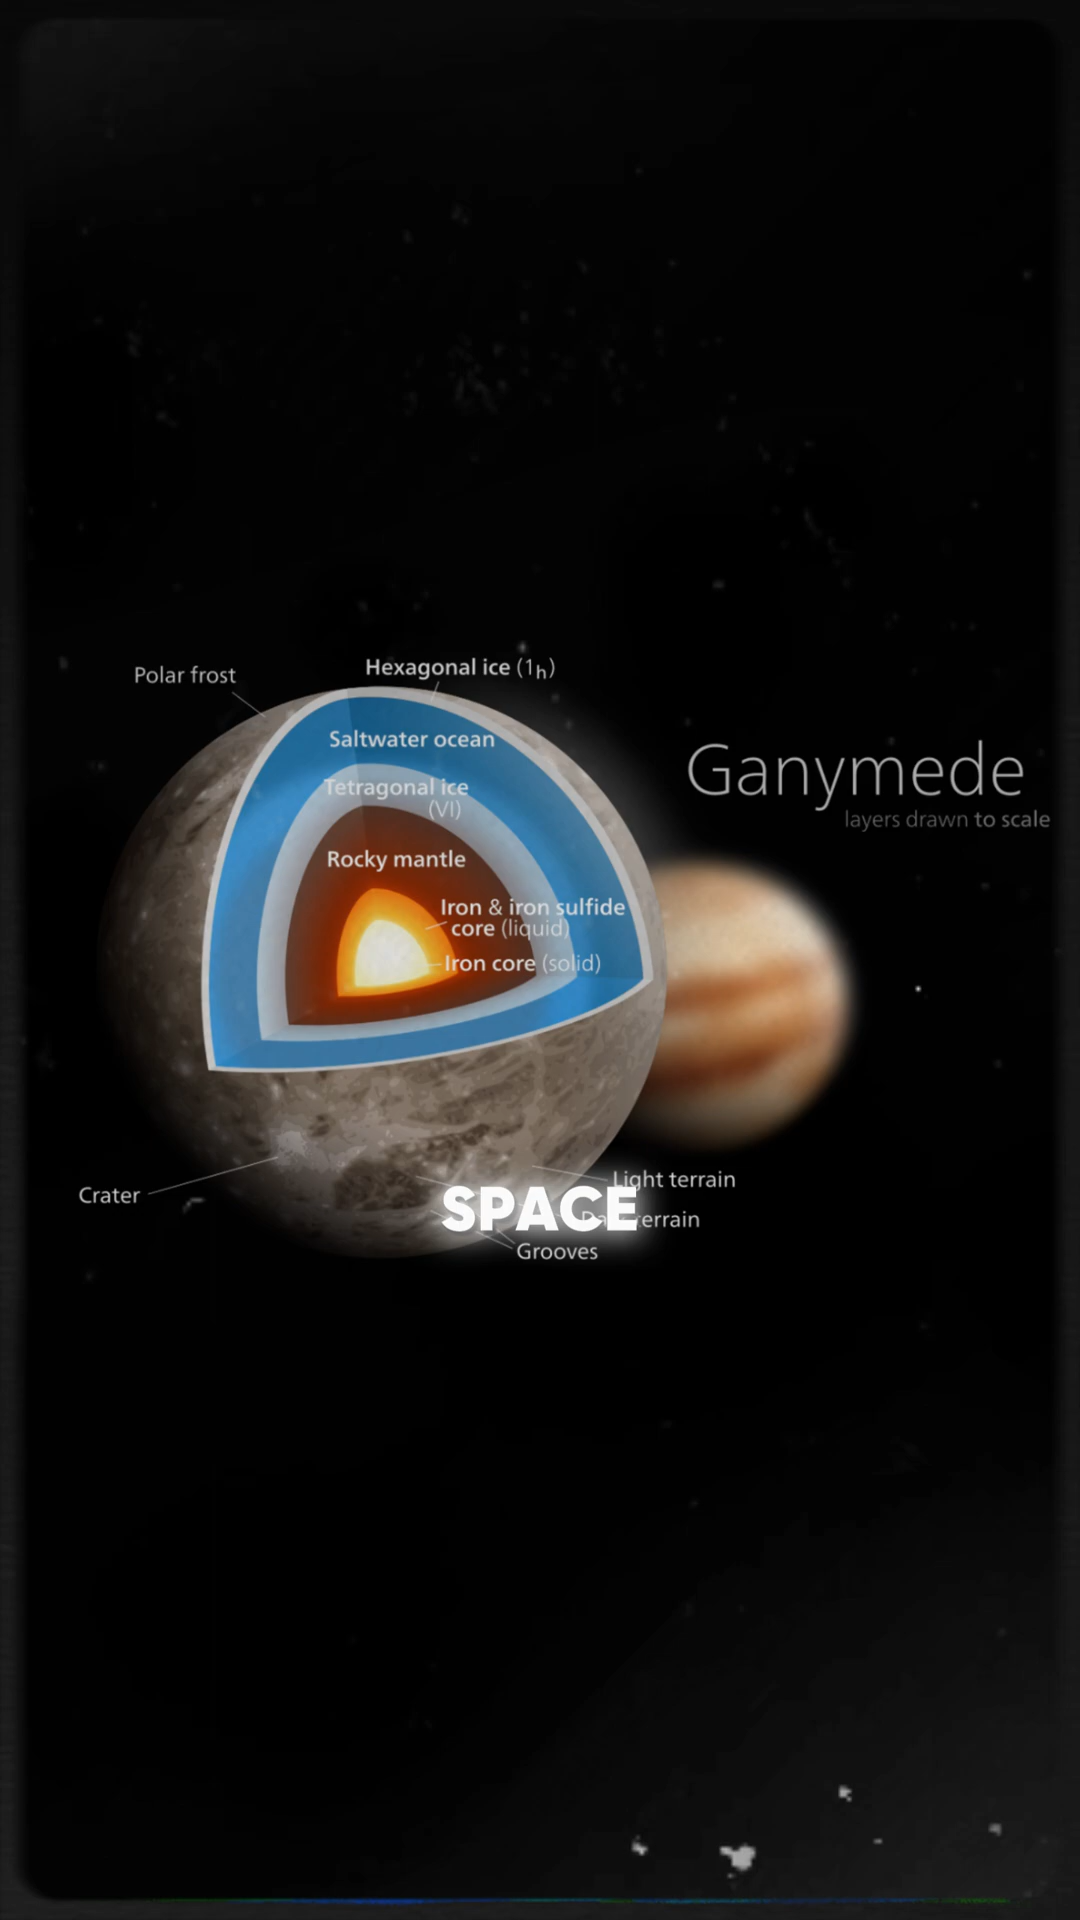 Polar frost
Hexagonal ice (1h)
Saltwater ocean
Tetragonal ice
(VI)
Rocky mantle
Iron & iron sulfide
core (liquid)
Iron core (solid)
Ganymede
layers drawn to scale
Crater
Light terrain
SPACE
terrain
Grooves